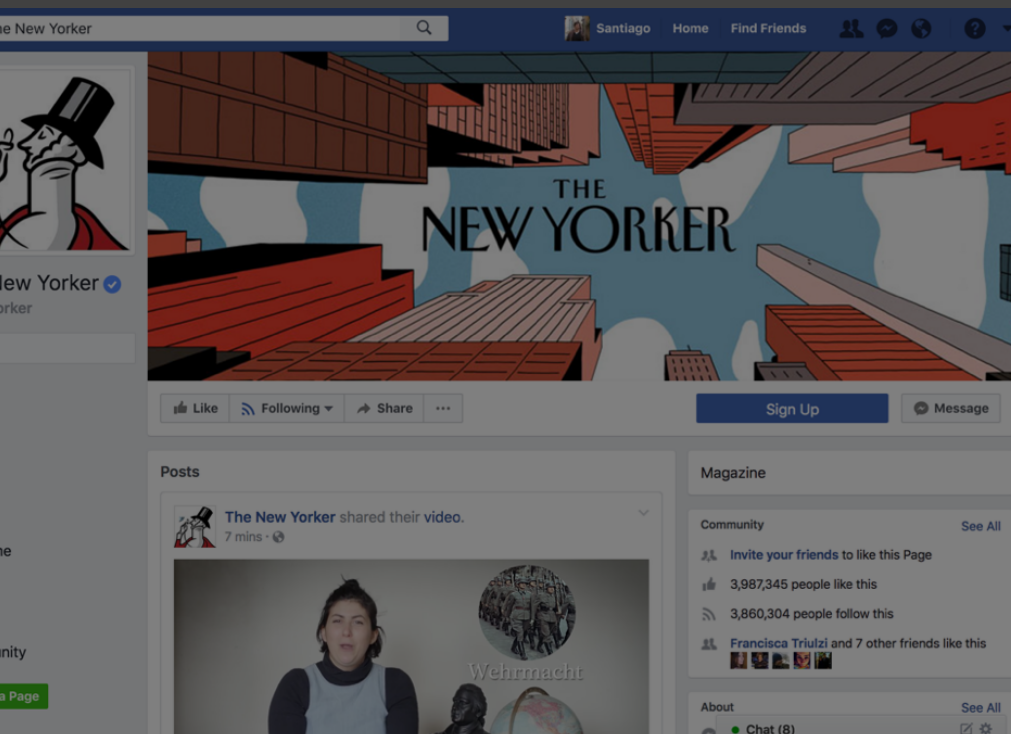 he New Yorker
Santiago Home Find Friends
THE
NEW YORKER
New Yorker
orker
Like Following Share ...
Sign Up Message
Posts
The New Yorker shared their video.
7 mins ·
Wehrmacht
ne
nity
a Page
Magazine
Community See All
Invite your friends to like this Page
3,987,345 people like this
3,860,304 people follow this
Francisca Triulzi and 7 other friends like this
About See All
Chat (8)